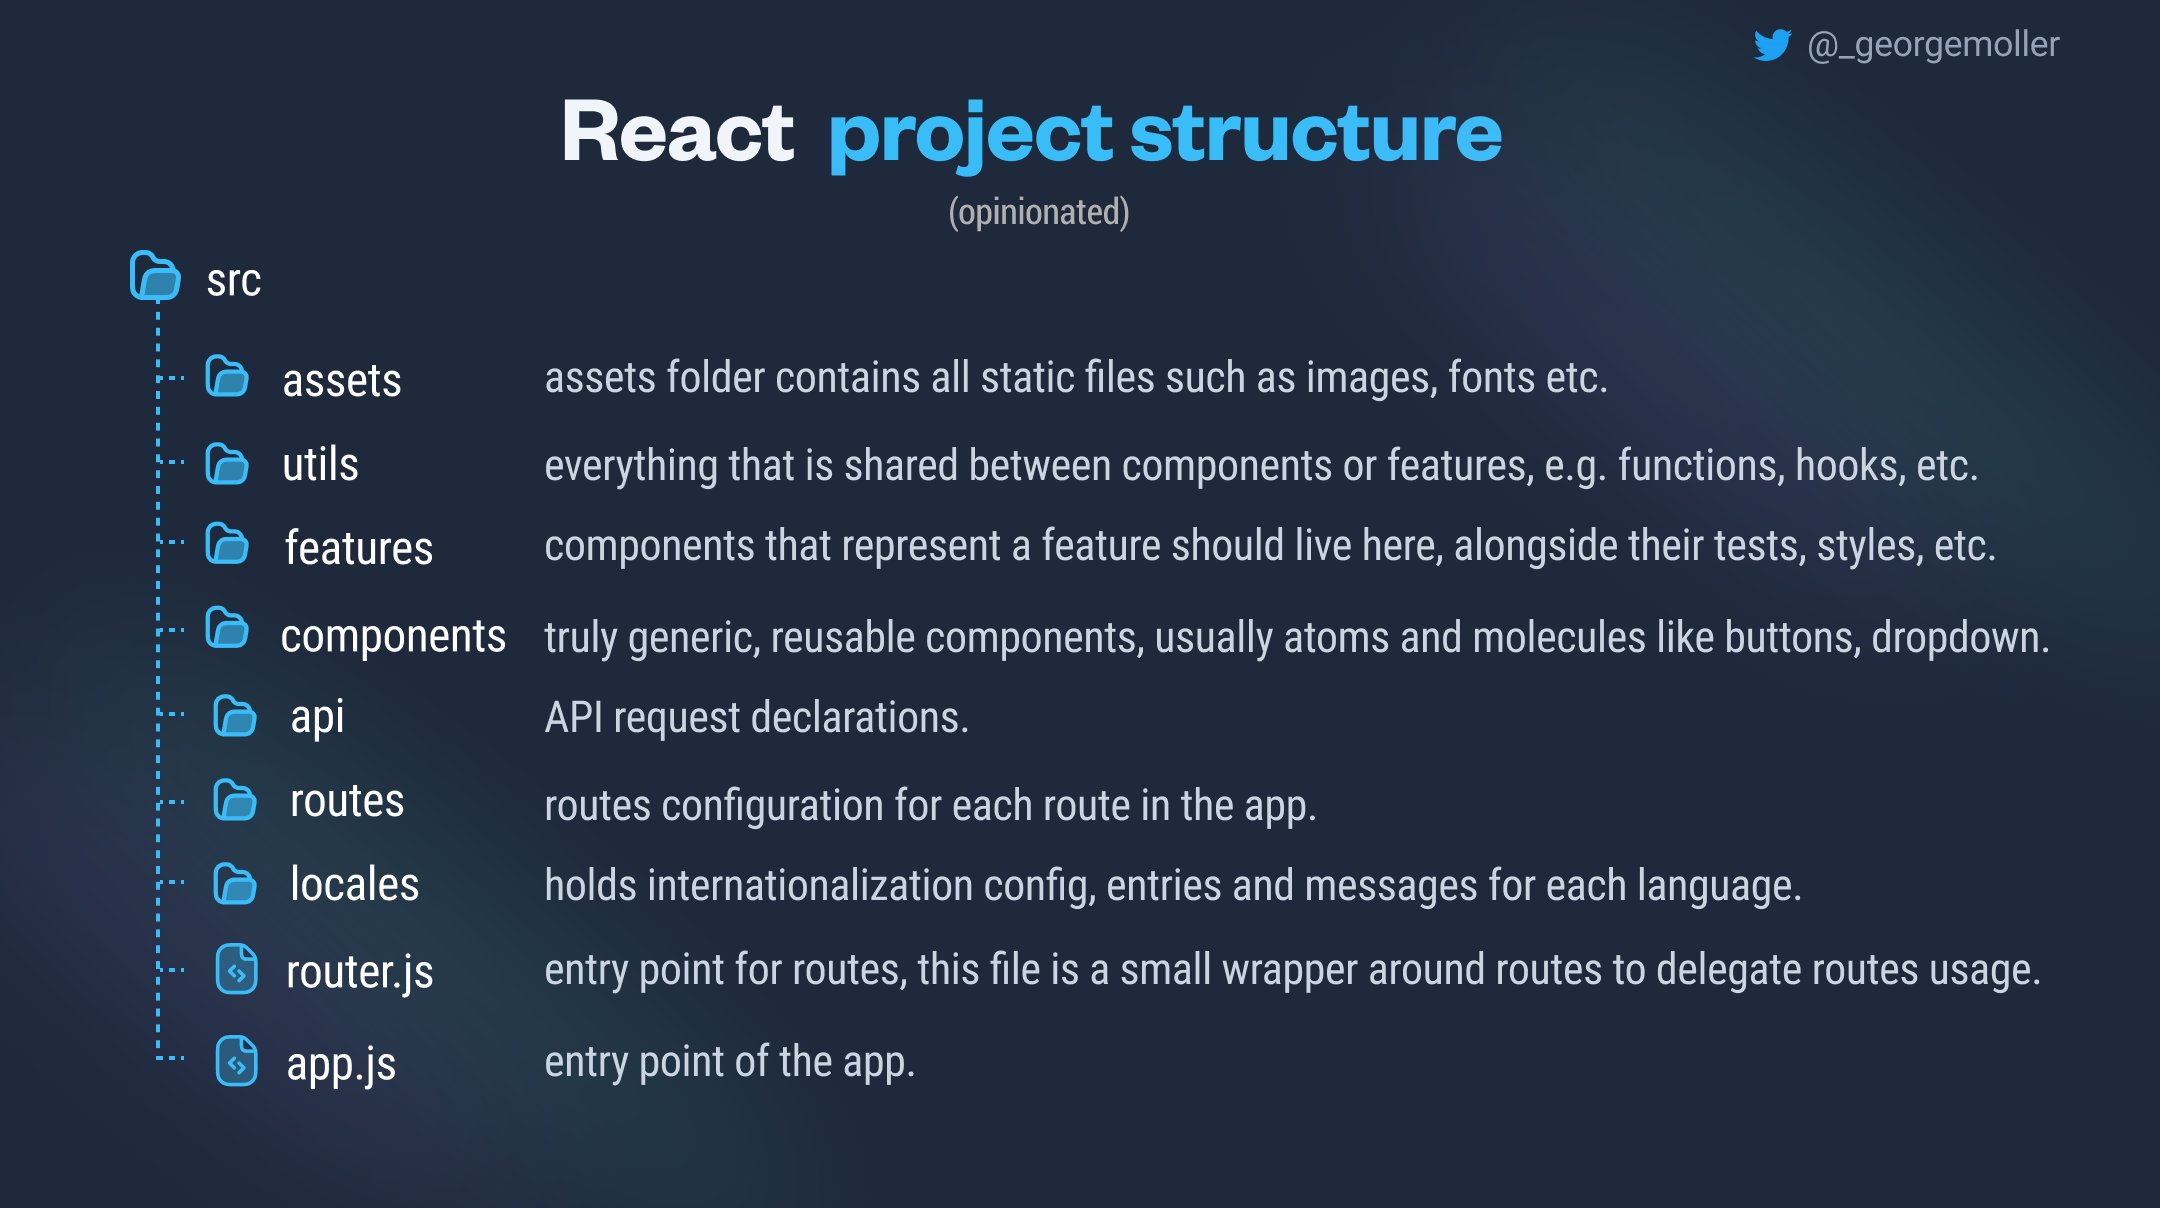 @_georgemoller
React project structure
(opinionated)
src
assets assets folder contains all static files such as images, fonts etc.
utils everything that is shared between components or features, e.g. functions, hooks, etc.
features components that represent a feature should live here, alongside their tests, styles, etc.
components truly generic, reusable components, usually atoms and molecules like buttons, dropdown.
api API request declarations.
routes routes configuration for each route in the app.
locales holds internationalization config, entries and messages for each language.
router.js entry point for routes, this file is a small wrapper around routes to delegate routes usage.
app.js entry point of the app.